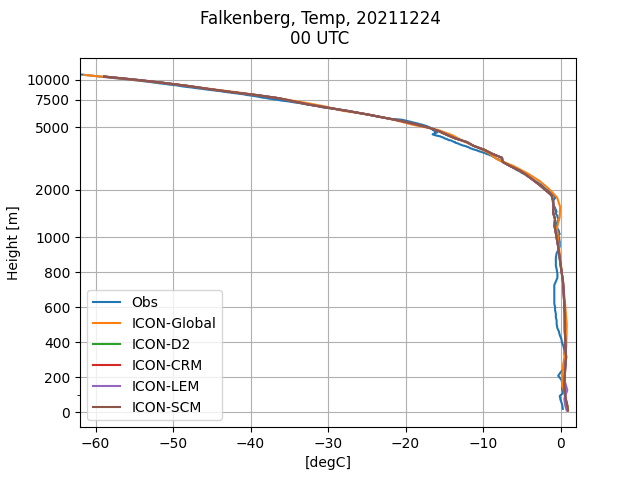 Falkenberg, Temp, 20211224
00 UTC
10000
7500
5000
2000
1000
800
600
400
200
0
Height [m]
Obs
ICON-Global
ICON-D2
ICON-CRM
ICON-LEM
ICON-SCM
−60 −50 −40 −30 −20 −10 0
[degC]